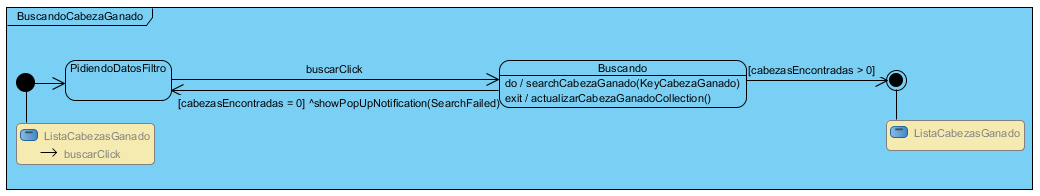 BuscandoCabezaGanado
PidiendoDatosFiltro
buscarClick
Buscando
do / searchCabezaGanado(KeyCabezaGanado)
exit / actualizarCabezaGanadoCollection()
[cabezasEncontradas > 0]
[cabezasEncontradas = 0] ^showPopUpNotification(SearchFailed)
ListaCabezasGanado
buscarClick
ListaCabezasGanado